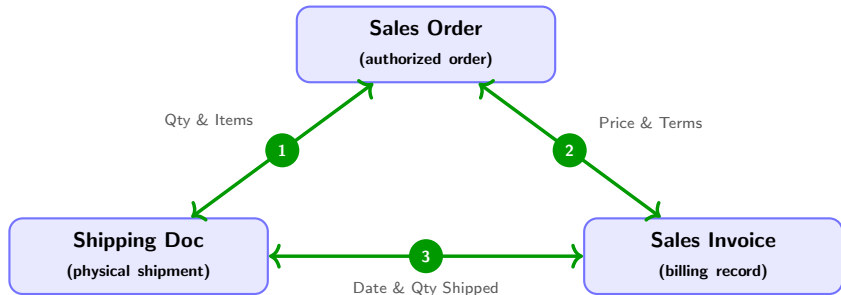 Sales Order
(authorized order)
Qty & Items
Price & Terms
1
2
Shipping Doc
(physical shipment)
3
Sales Invoice
(billing record)
Date & Qty Shipped